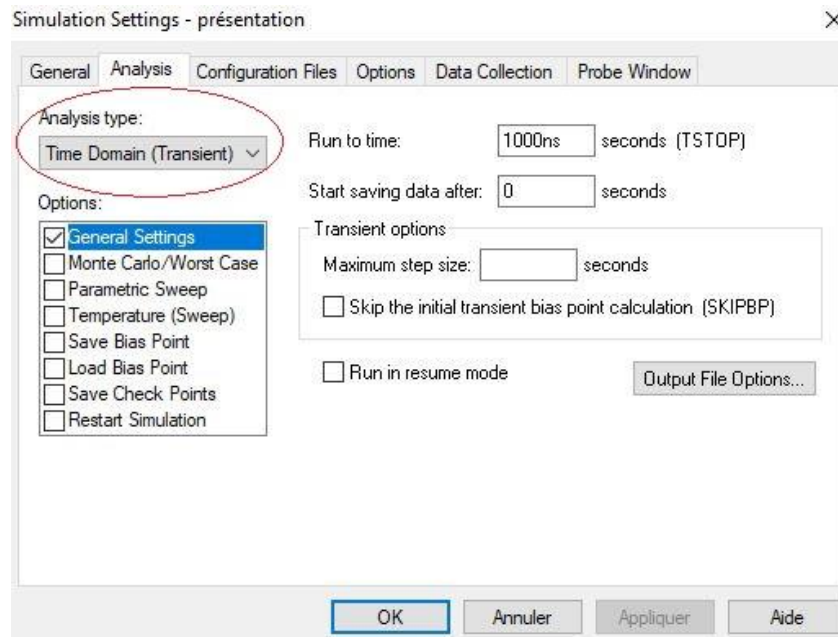 Simulation Settings - présentation
General Analysis Configuration Files Options Data Collection Probe Window
Analysis type:
Time Domain (Transient)
Options:
General Settings
Monte Carlo/Worst Case
Parametric Sweep
Temperature (Sweep)
Save Bias Point
Load Bias Point
Save Check Points
Restart Simulation
Run to time: 1000ns seconds (TSTOP)
Start saving data after: 0 seconds
Transient options
Maximum step size: seconds
Skip the initial transient bias point calculation (SKIPBP)
Run in resume mode
Output File Options...
OK Annuler Appliquer Aide